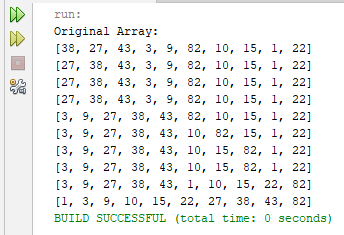 run:
Original Array:
[38, 27, 43, 3, 9, 82, 10, 15, 1, 22]
[27, 38, 43, 3, 9, 82, 10, 15, 1, 22]
[27, 38, 43, 3, 9, 82, 10, 15, 1, 22]
[27, 38, 43, 3, 9, 82, 10, 15, 1, 22]
[3, 9, 27, 38, 43, 82, 10, 15, 1, 22]
[3, 9, 27, 38, 43, 10, 82, 15, 1, 22]
[3, 9, 27, 38, 43, 10, 15, 82, 1, 22]
[3, 9, 27, 38, 43, 10, 15, 82, 1, 22]
[3, 9, 27, 38, 43, 1, 10, 15, 22, 82]
[1, 3, 9, 10, 15, 22, 27, 38, 43, 82]
BUILD SUCCESSFUL (total time: 0 seconds)